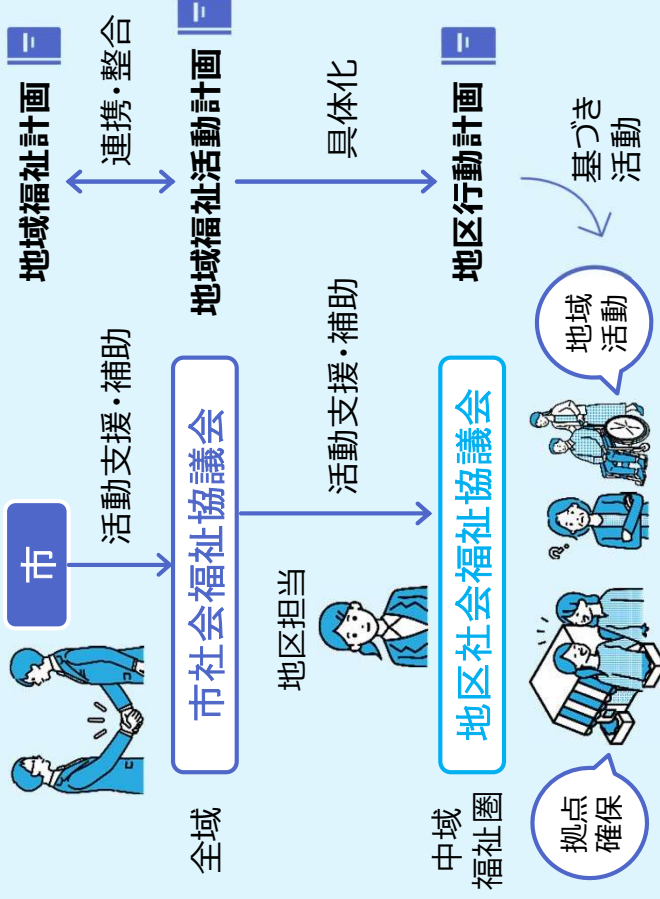 市
地域福祉計画
活動支援・補助
連携・整合
全域
市社会福祉協議会
地域福祉活動計画
地区担当
活動支援・補助
具体化
中域
福祉圏
地区社会福祉協議会
地区行動計画
拠点
確保
地域
活動
基づき
活動